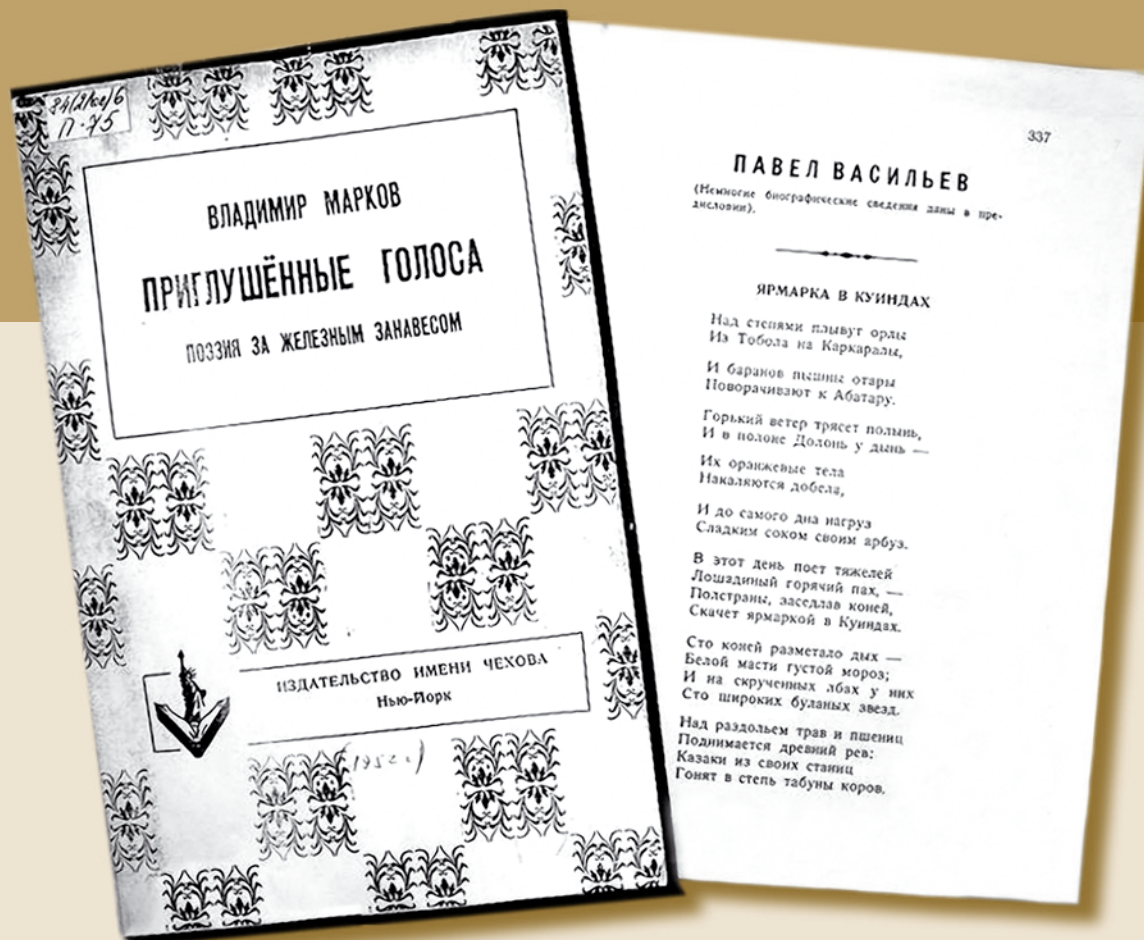 84(2Рос)6
П-75
ВЛАДИМИР МАРКОВ
ПРИГЛУШЁННЫЕ ГОЛОСА
ПОЭЗИЯ ЗА ЖЕЛЕЗНЫМ ЗАНАВЕСОМ
ИЗДАТЕЛЬСТВО ИМЕНИ ЧЕХОВА
Нью-Йорк
337
ПАВЕЛ ВАСИЛЬЕВ
(Немногие биографические сведения даны в пре-
дисловии).
ЯРМАРКА В КУИНДАХ
Над степями плывут орлы
Из Тобола на Каркаралы,
И баранов пышны отары
Поворачивают к Абатару.
Горький ветер трясет полынь,
И в полоне Долонь у дынь —
Их оранжевые тела
Накаляются добела,
И до самого дна нагруз
Сладким соком своим арбуз.
В этот день поет тяжелей
Лошадиный горячий пах, —
Полстраны, заседлав коней,
Скачет ярмаркой в Куиндах.
Сто коней разметало дых —
Белой масти густой мороз;
И на скрученных лбах у них
Сто широких буланых звезд.
Над раздольем трав и пшениц
Поднимается древний рев:
Казаки из своих станиц
Гонят в степь табуны коров.